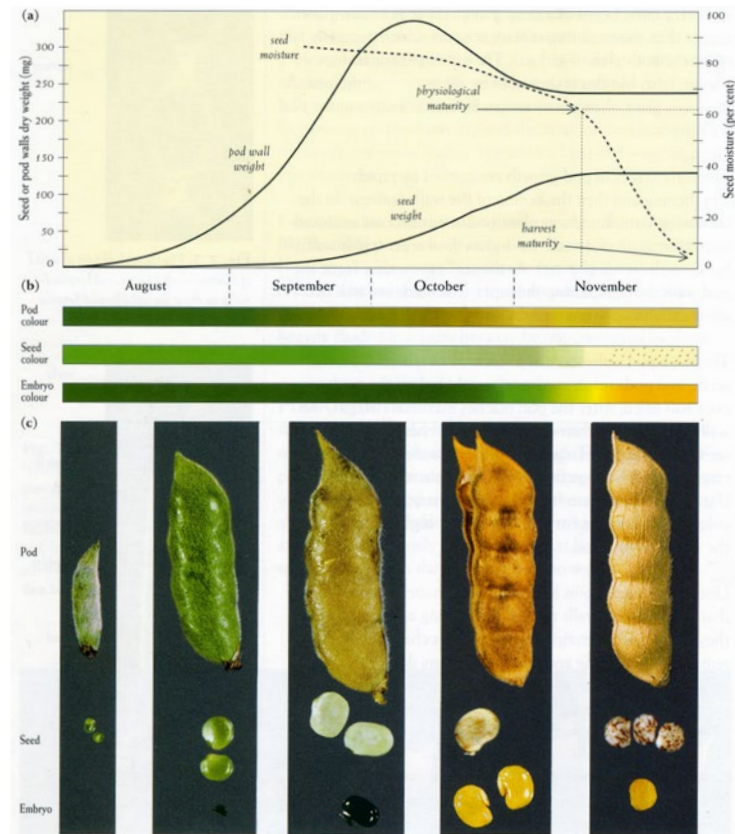 (a)
Seed or pod walls dry weight (mg)
300
250
200
150
100
50
0
seed
moisture
physiological
maturity
pod wall
weight
seed
weight
harvest
maturity
100
80
60
40
20
0
Seed moisture (per cent)
August
September
October
November
(b)
Pod
colour
Seed
colour
Embryo
colour
(c)
Pod
Seed
Embryo